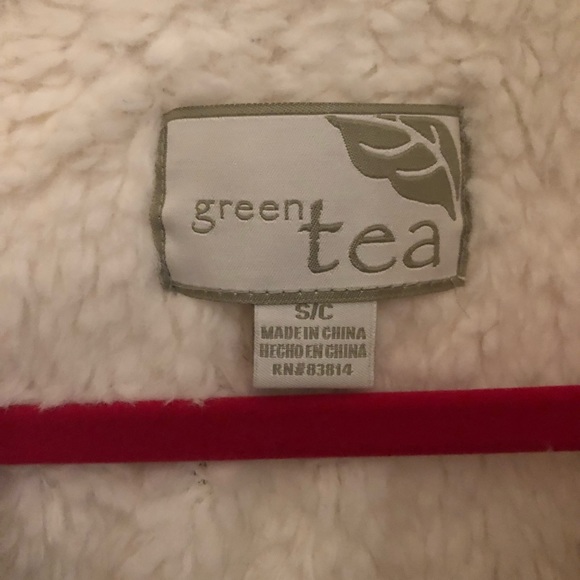 green tea
S/C
MADE IN CHINA
HECHO EN CHINA
RN#83814